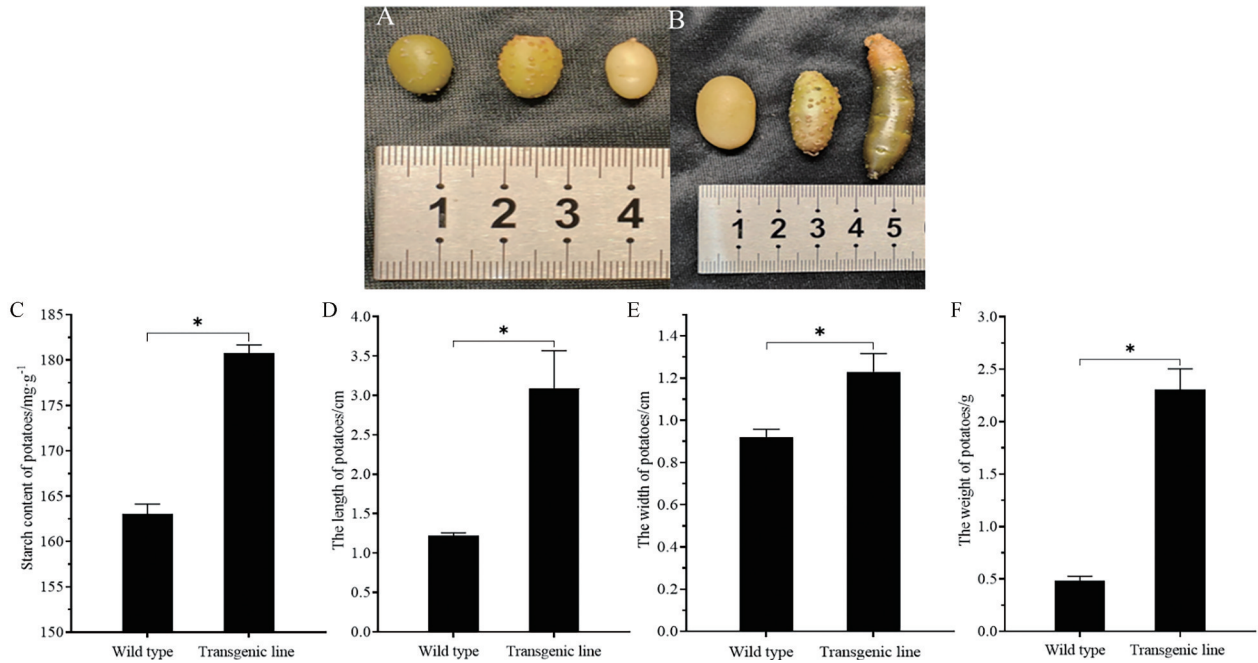 A
B
1 2 3 4
1 2 3 4 5
C
Starch content of potatoes/mg·g⁻¹
185
180
175
170
165
160
155
150
*
Wild type Transgenic line
D
The length of potatoes/cm
4.0
3.5
3.0
2.5
2.0
1.5
1.0
0.5
0.0
*
Wild type Transgenic line
E
The width of potatoes/cm
1.4
1.2
1.0
0.8
0.6
0.4
0.2
0.0
*
Wild type Transgenic line
F
The weight of potatoes/g
3.0
2.5
2.0
1.5
1.0
0.5
0.0
*
Wild type Transgenic line